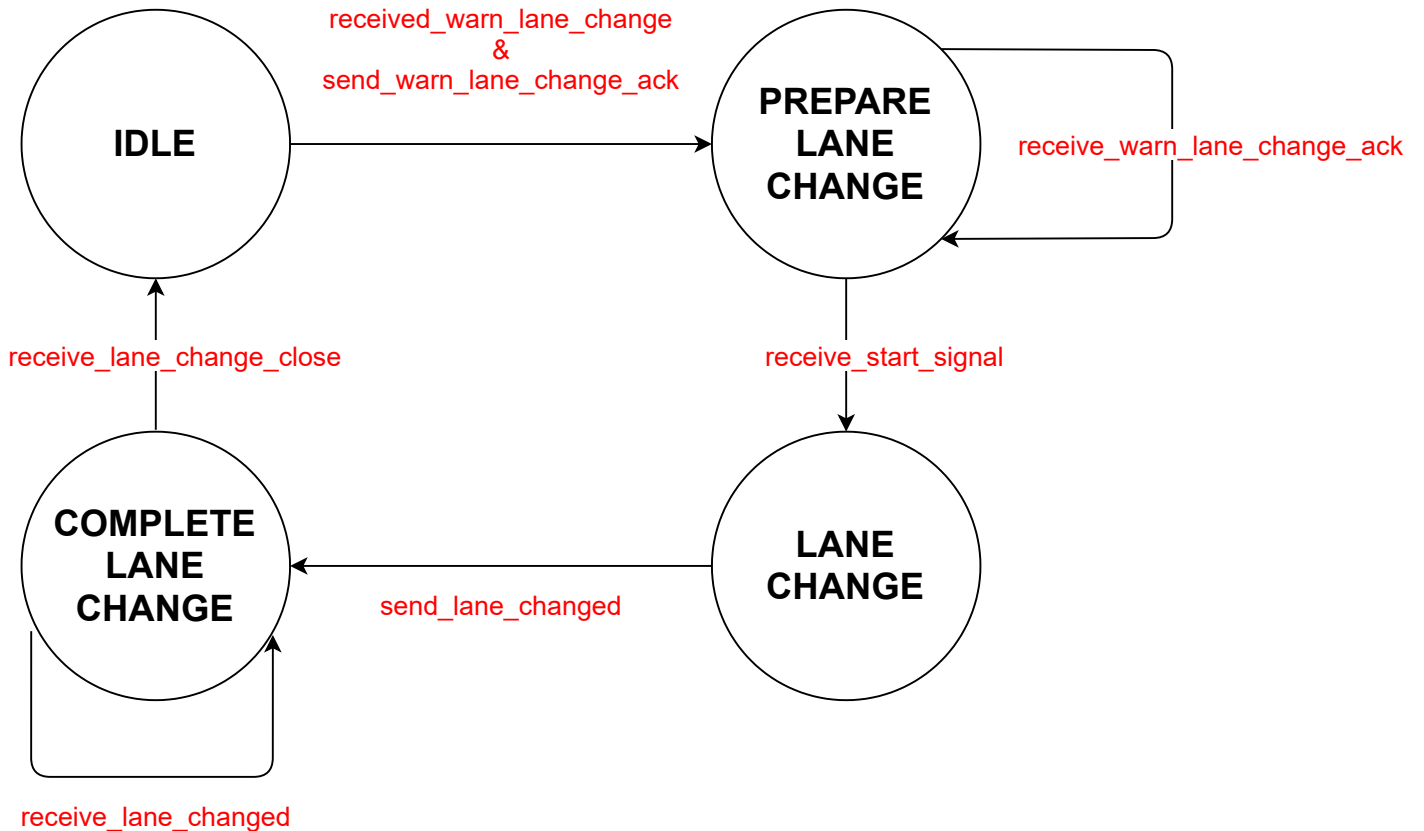 received_warn_lane_change
&
send_warn_lane_change_ack
IDLE
PREPARE
LANE
CHANGE
receive_warn_lane_change_ack
receive_lane_change_close
receive_start_signal
COMPLETE
LANE
CHANGE
LANE
CHANGE
send_lane_changed
receive_lane_changed